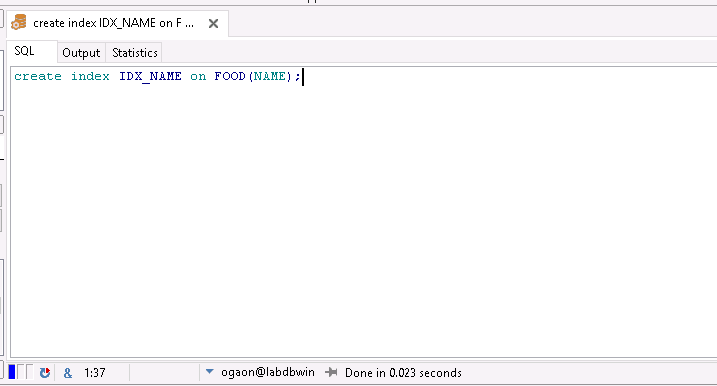 create index IDX_NAME on F ...
SQL
Output
Statistics
create index IDX_NAME on FOOD(NAME);
& 1:37 ogaon@labdbwin Done in 0.023 seconds